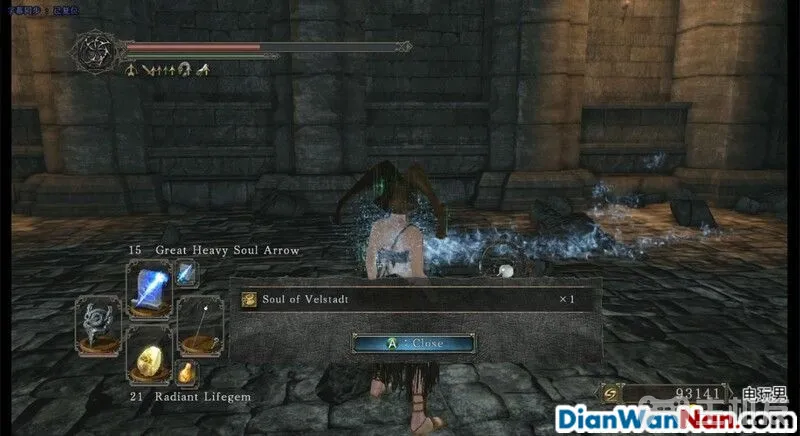 15 Great Heavy Soul Arrow
Soul of Velstadt ×1
A : Close
21 Radiant Lifegem
93141
电玩男
DianWanNan.com